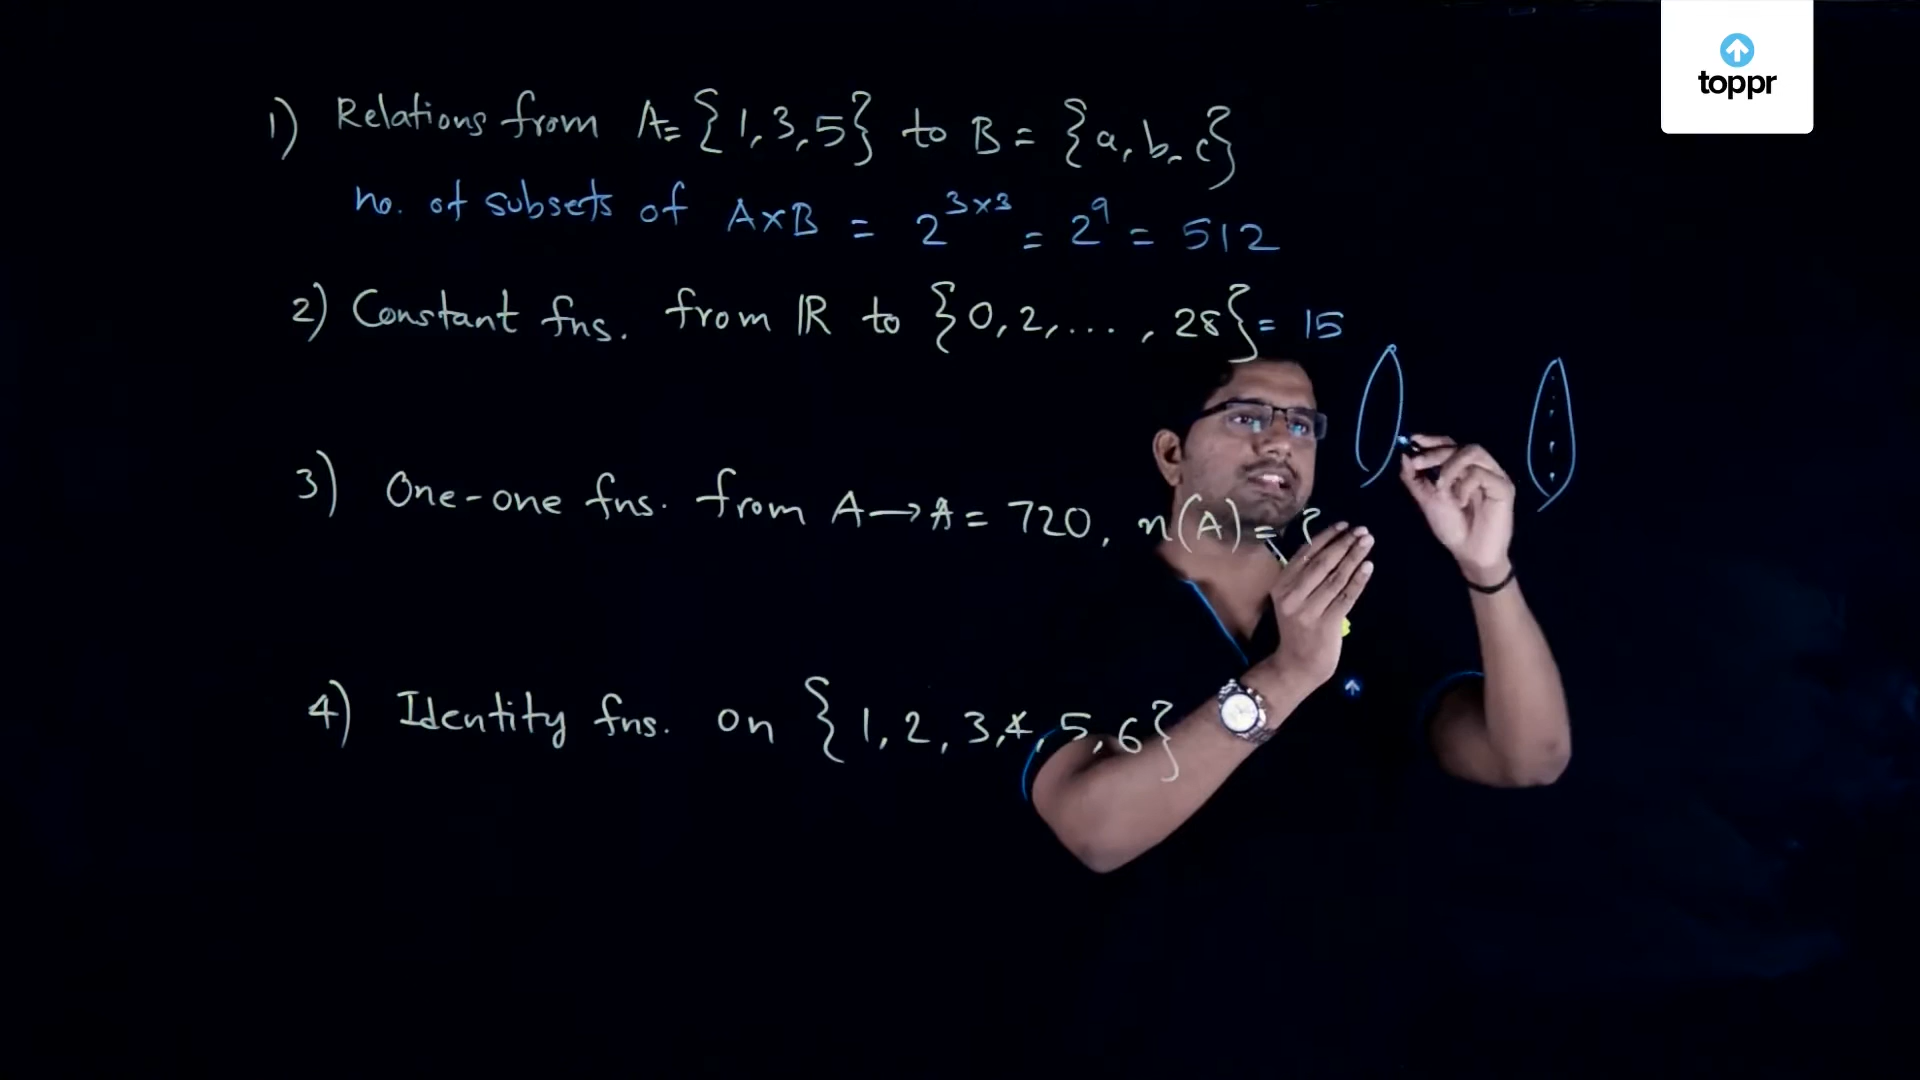 toppr
1) Relations from A= {1,3,5} to B = {a, b, c}
no. of subsets of A×B = 2^3×3 = 2^9 = 512
2) Constant fns. from ℝ to {0, 2, ... , 28} = 15
3) One-one fns. from A → A = 720, n(A) = ?
4) Identity fns. on {1, 2, 3, 4, 5, 6}